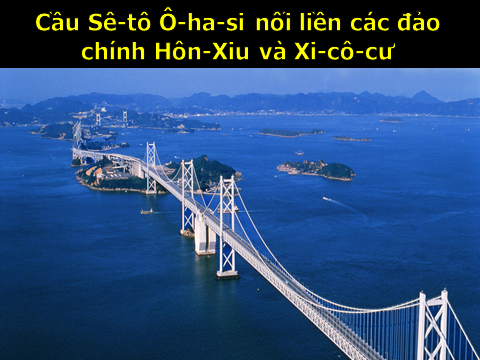 Cầu Sê-tô Ô-ha-si nối liền các đảo
chính Hôn-Xiu và Xi-cô-cư